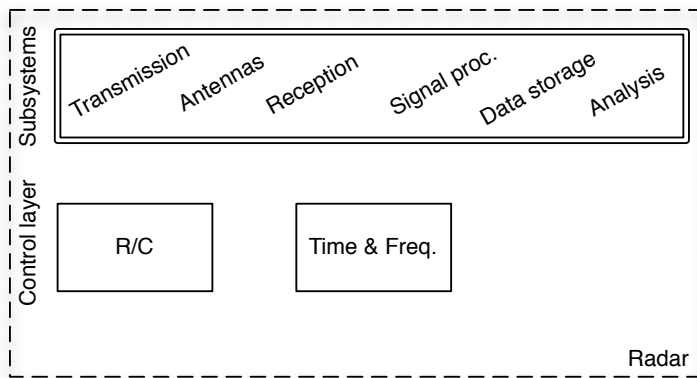 Subsystems
Transmission
Antennas
Reception
Signal proc.
Data storage
Analysis
Control layer
R/C
Time & Freq.
Radar